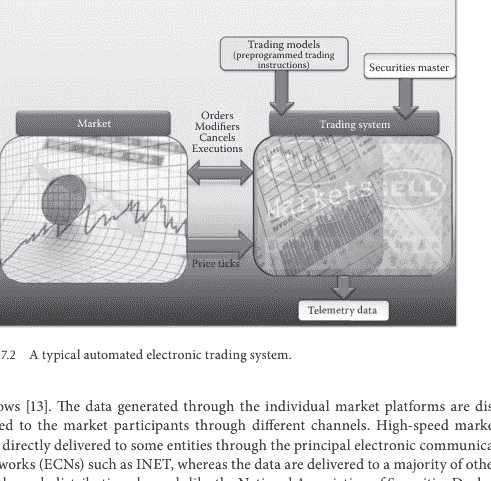 Trading models
(preprogrammed trading
instructions)
Securities master
Market
Orders
Modifiers
Cancels
Executions
Trading system
Markets
ELL
Price ticks
Telemetry data
7.2 A typical automated electronic trading system.
ows [13]. The data generated through the individual market platforms are dis
ed to the market participants through different channels. High-speed marke
directly delivered to some entities through the principal electronic communica
works (ECNs) such as INET, whereas the data are delivered to a majority of othe